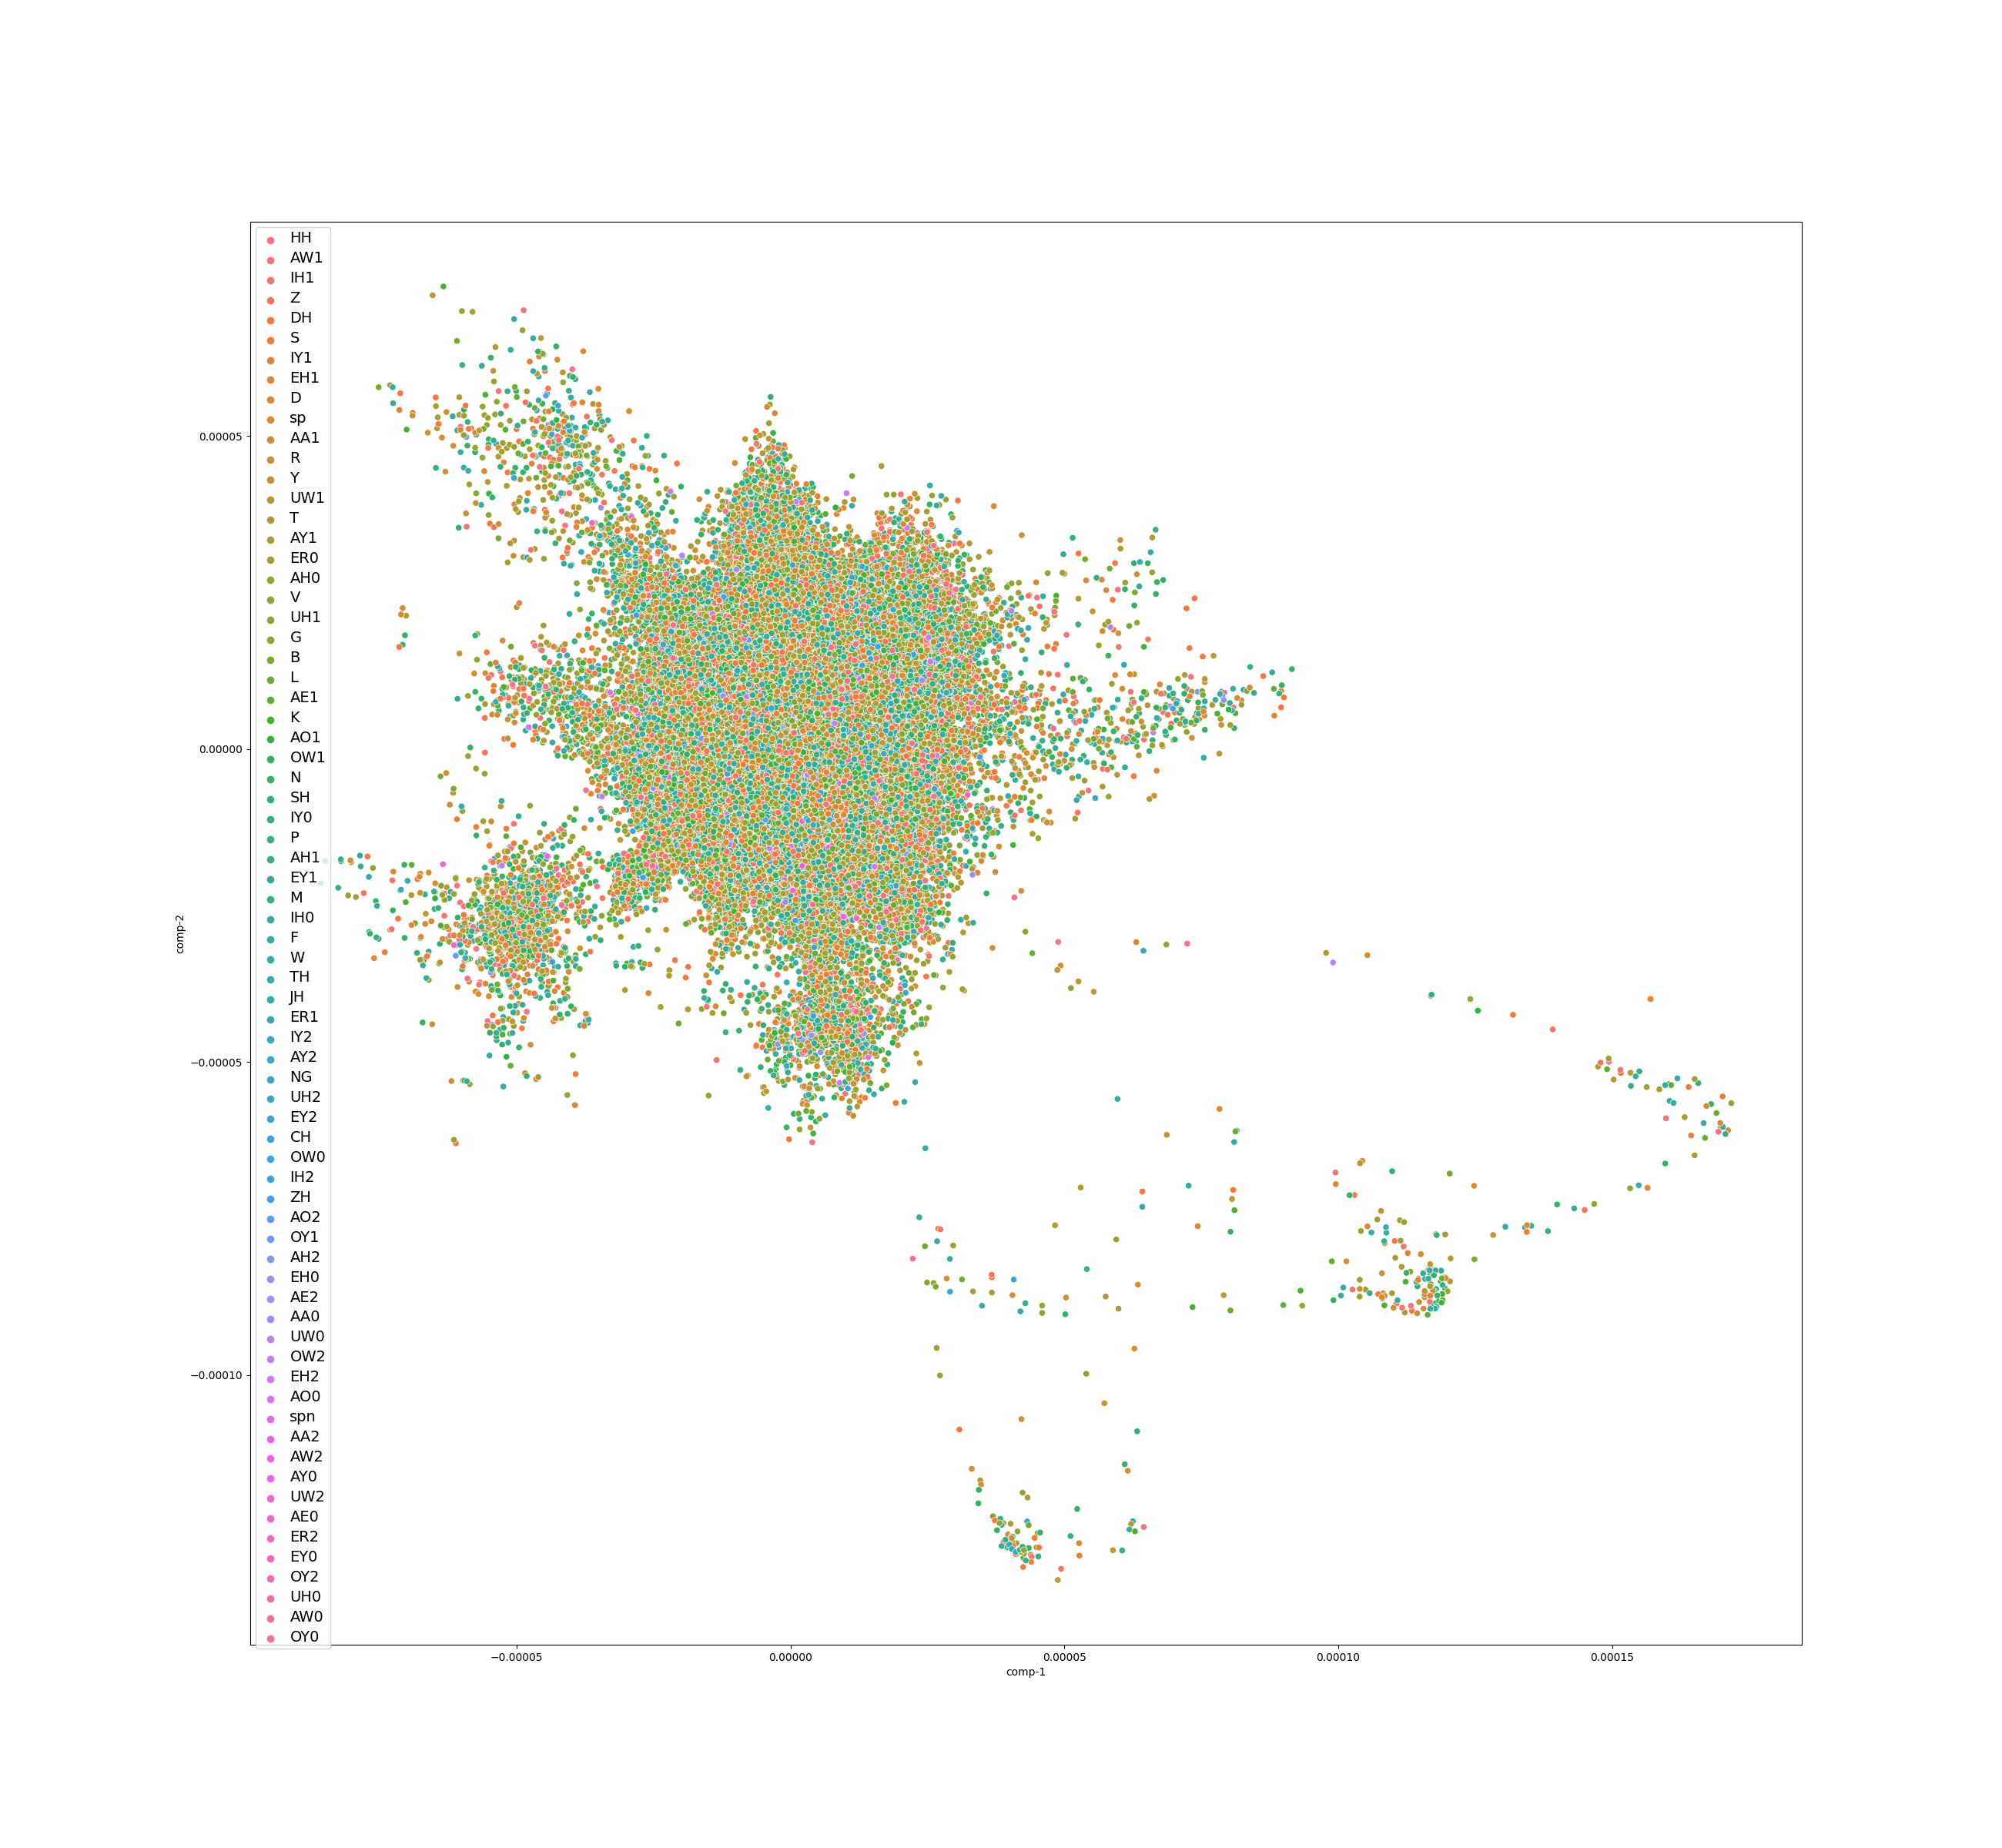 HH
AW1
IH1
Z
DH
S
IY1
EH1
D
sp
AA1
R
Y
UW1
T
AY1
ER0
AH0
V
UH1
G
B
L
AE1
K
AO1
OW1
N
SH
IY0
P
AH1
EY1
M
IH0
F
W
TH
JH
ER1
IY2
AY2
NG
UH2
EY2
CH
OW0
IH2
ZH
AO2
OY1
AH2
EH0
AE2
AA0
UW0
OW2
EH2
AO0
spn
AA2
AW2
AY0
UW2
AE0
ER2
EY0
OY2
UH0
AW0
OY0
0.00005
0.00000
−0.00005
−0.00010
comp-2
−0.00005
0.00000
0.00005
0.00010
0.00015
comp-1